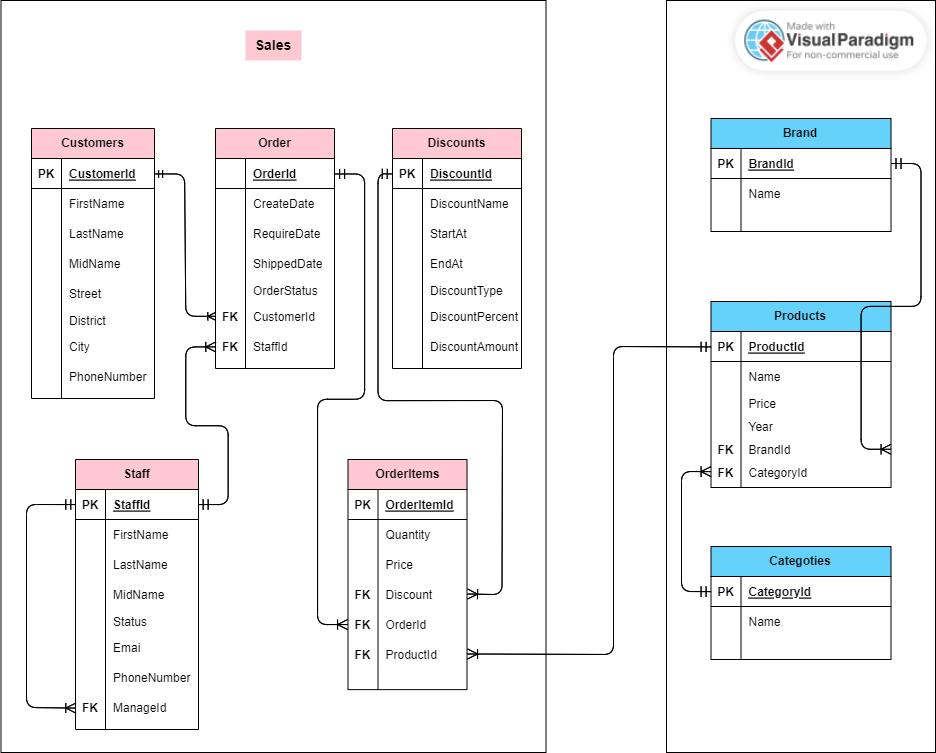 Sales
Made with
Visual Paradigm
For non-commercial use
Customers
PK CustomerId
FirstName
LastName
MidName
Street
District
City
PhoneNumber
Order
OrderId
CreateDate
RequireDate
ShippedDate
OrderStatus
FK CustomerId
FK StaffId
Discounts
PK DiscountId
DiscountName
StartAt
EndAt
DiscountType
DiscountPercent
DiscountAmount
Staff
PK StaffId
FirstName
LastName
MidName
Status
Emai
PhoneNumber
FK ManageId
OrderItems
PK OrderItemId
Quantity
Price
FK Discount
FK OrderId
FK ProductId
Brand
PK BrandId
Name
Products
PK ProductId
Name
Price
Year
FK BrandId
FK CategoryId
Categoties
PK CategoryId
Name